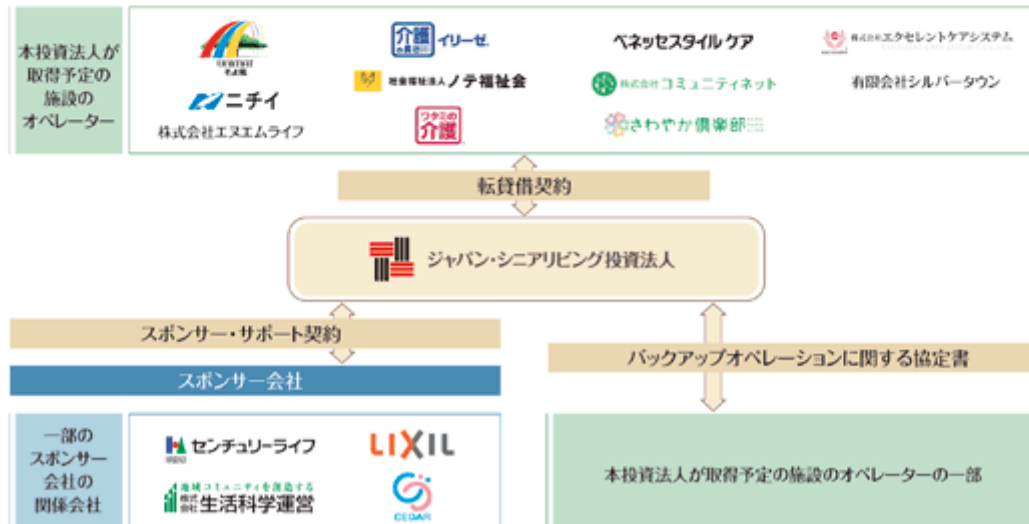 本投資法人が
取得予定の
施設の
オペレーター
そよ風
ニチイ
株式会社エヌエムライフ
介護
イリーゼ
社会福祉法人ノテ福祉会
ワタミの
介護
ベネッセスタイルケア
株式会社コミュニティネット
さわやか倶楽部
株式会社エクセレントケアシステム
有限会社シルバータウン
転貸借契約
ジャパン・シニアリビング投資法人
スポンサー・サポート契約
スポンサー会社
バックアップオペレーションに関する協定書
一部の
スポンサー
会社の
関係会社
センチュリーライフ
LIXIL
地域コミュニティを創造する
株式会社生活科学運営
CEDAR
本投資法人が取得予定の施設のオペレーターの一部